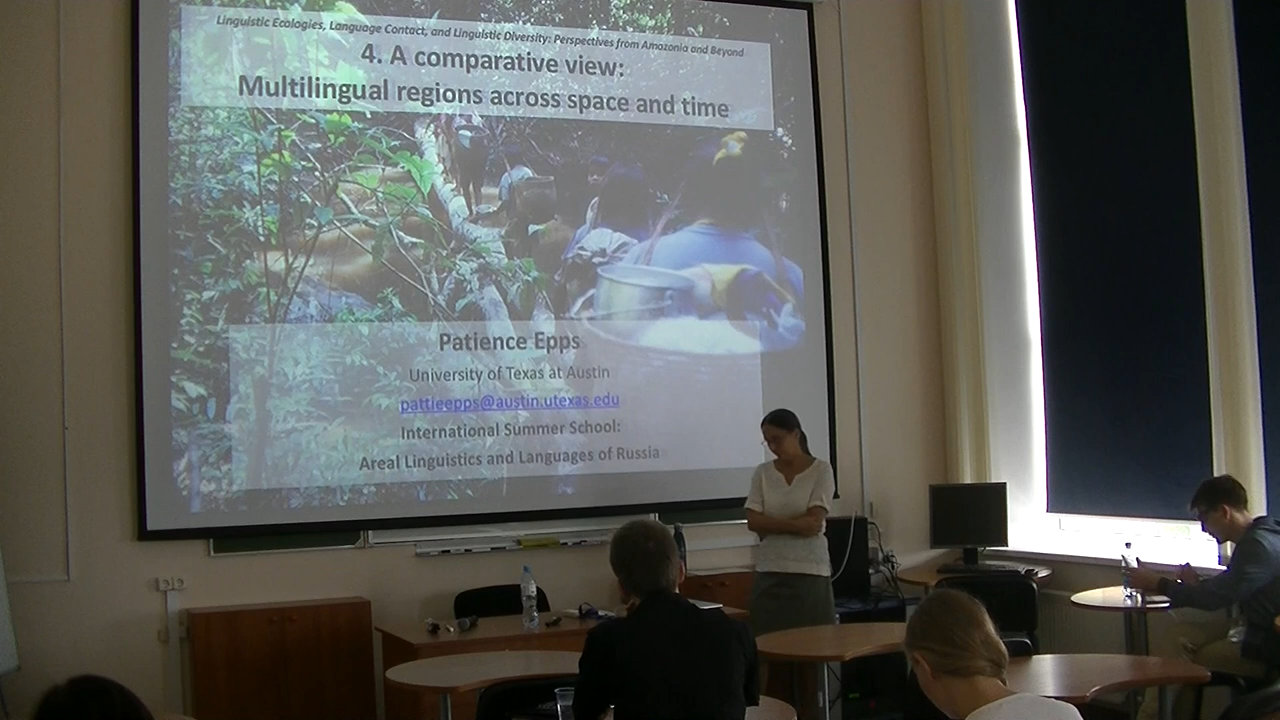 Linguistic Ecologies, Language Contact, and Linguistic Diversity: Perspectives from Amazonia and Beyond
4. A comparative view:
Multilingual regions across space and time
Patience Epps
University of Texas at Austin
pattieepps@austin.utexas.edu
International Summer School:
Areal Linguistics and Languages of Russia